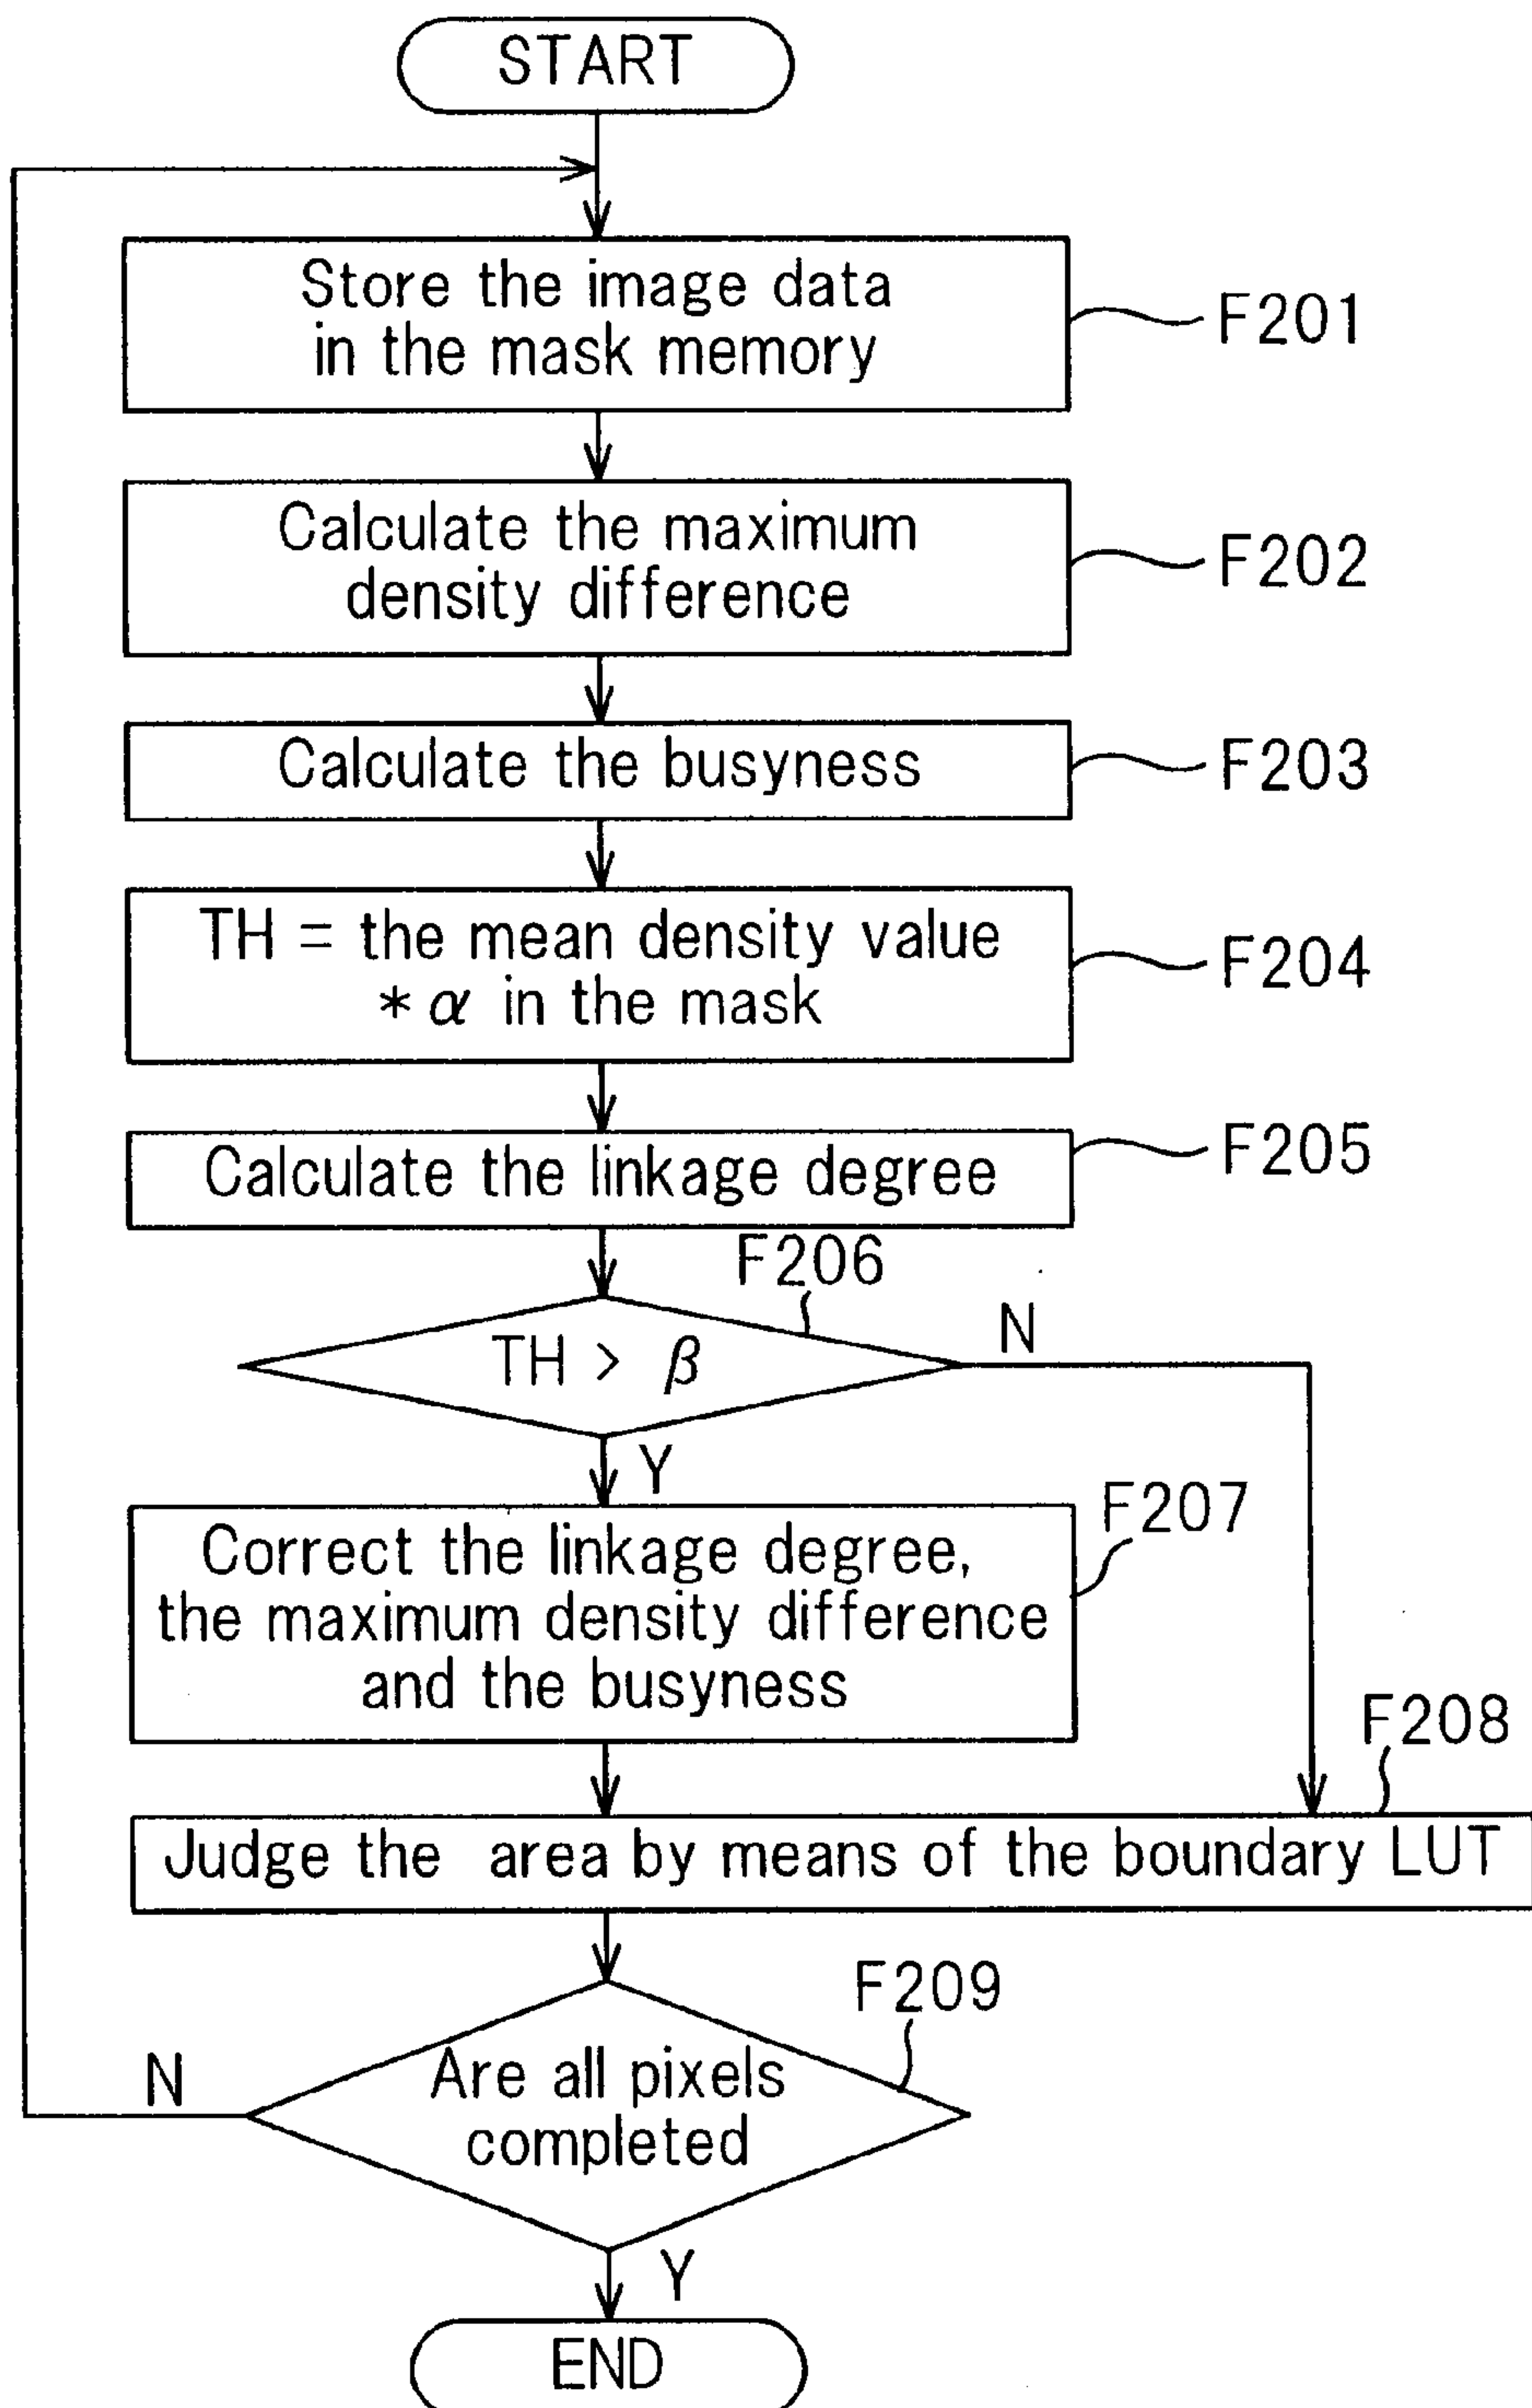 START
Store the image data
in the mask memory
F201
Calculate the maximum
density difference
F202
Calculate the busyness
F203
TH = the mean density value
* α in the mask
F204
Calculate the linkage degree
F205
F206
TH > β
N
Y
F207
Correct the linkage degree,
the maximum density difference
and the busyness
F208
Judge the area by means of the boundary LUT
F209
Are all pixels
completed
N
Y
END